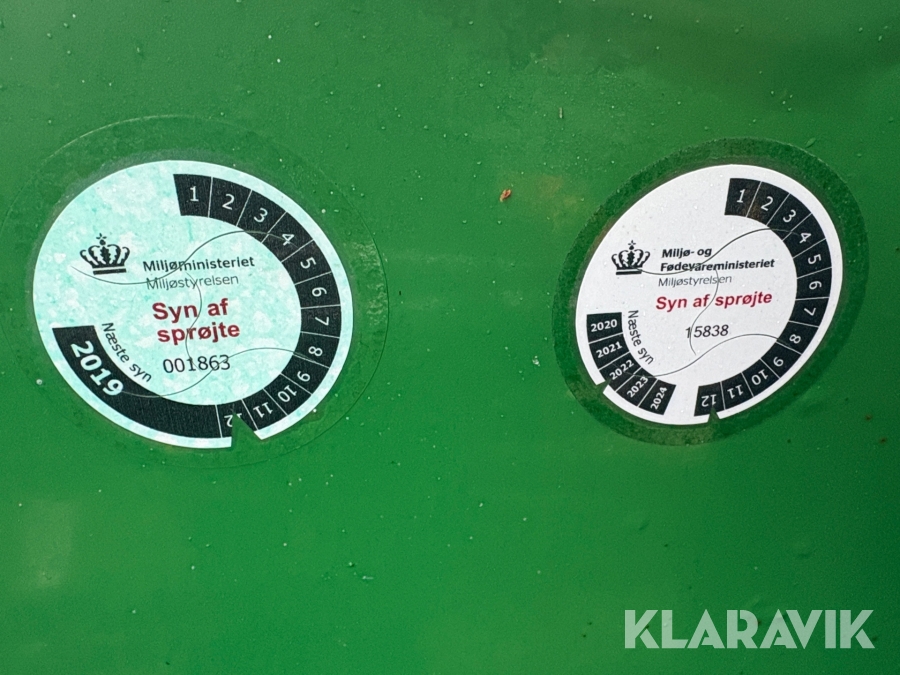 1 2 3 4 5 6 7 8 9 10 11 12
Miljøministeriet
Miljøstyrelsen
Syn af
sprøjte
001863
Næste syn
2019
1 2 3 4 5 6 7 8 9 10 11 12
Miljø- og
Fødevareministeriet
Miljøstyrelsen
Syn af sprøjte
15838
Næste syn
2020
2021
2022
2023
2024
KLARAVIK